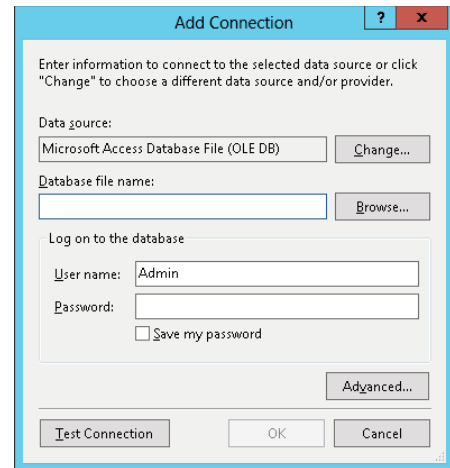 Add Connection
? x
Enter information to connect to the selected data source or click
"Change" to choose a different data source and/or provider.
Data source:
Microsoft Access Database File (OLE DB)
Change...
Database file name:
Browse...
Log on to the database
User name: Admin
Password:
Save my password
Advanced...
Test Connection OK Cancel